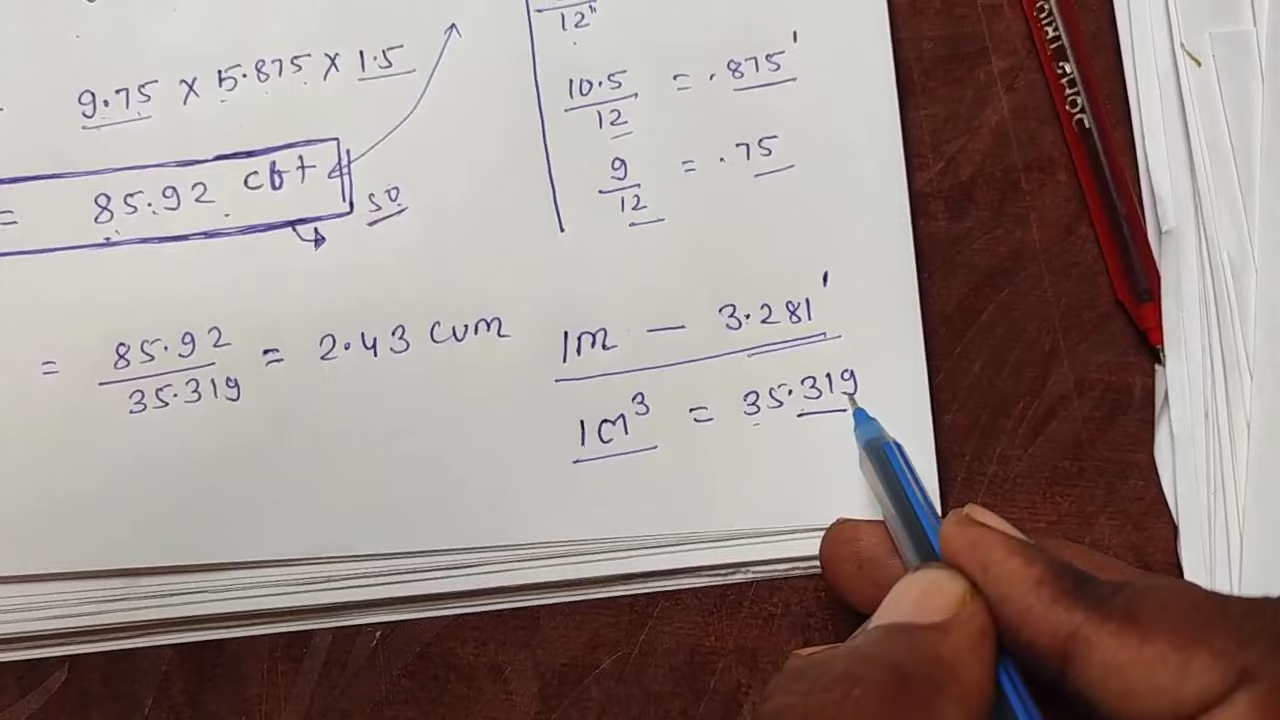 9.75 × 5.875 × 1.5
= 85.92 cft
so
= 85.92 / 35.319 = 2.43 cum
12"
10.5 / 12 = .875'
9 / 12 = .75
1m — 3.281'
1m³ = 35.319